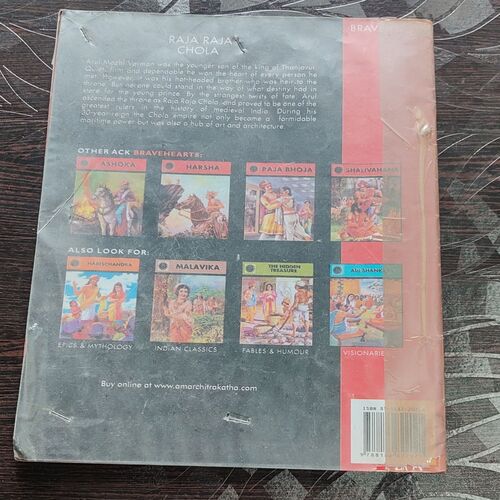 RAJA RAJA
CHOLA
BRAVE
Arul Mozhi Varman was the younger son of the king of Thanjavur.
Quiet, firm, and dependable he won the heart of every person he
met. However, it was his hotheaded brother who was heir to the
throne. But no one could stand in the way of what destiny had in
store for the young prince. By the strangest twists of fate, Arul
ascended the throne as Raja Raja Chola, and proved to be one of the
greatest rulers in the history of medieval India. During his
30-year-reign the Chola empire not only became a formidable
maritime power but was also a hub of art and architecture.
OTHER ACK BRAVEHEARTS:
ASHOKA
HARSHA
RAJA BHOJA
SHALIVAHANA
ALSO LOOK FOR:
HARISCHANDRA
MALAVIKA
THE HIDDEN
TREASURE
ADI SHANK
EPICS & MYTHOLOGY
INDIAN CLASSICS
FABLES & HUMOUR
VISIONARIE
Buy online at www.amarchitrakatha.com
ISBN